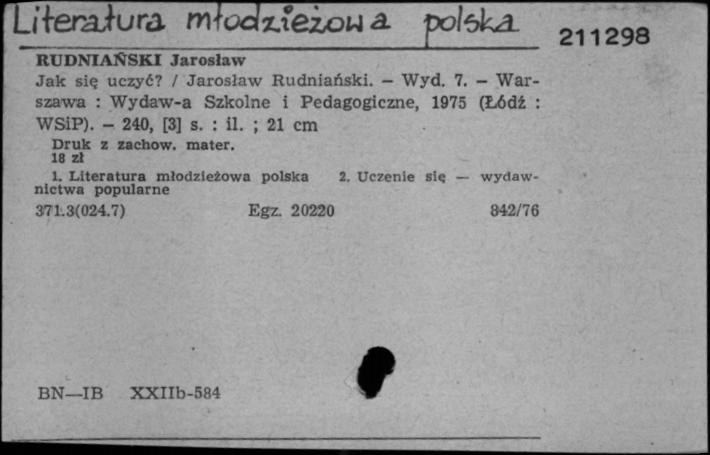 Literatura młodzieżowa polska
211298
RUDNIAŃSKI Jarosław
Jak się uczyć? / Jarosław Rudniański. — Wyd. 7. — War-
szawa : Wydaw-a Szkolne i Pedagogiczne, 1975 (Łódź :
WSiP). — 240, [3] s. : il. ; 21 cm
Druk z zachow. mater.
18 zł
1. Literatura młodzieżowa polska 2. Uczenie się — wydaw-
nictwa popularne
371.3(024.7) Egz. 20220 842/76
BN—IB XXIIb-584